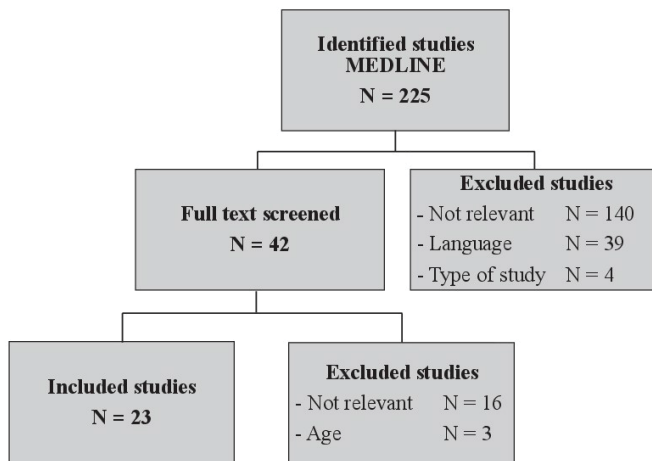 Identified studies
MEDLINE
N = 225
Full text screened
N = 42
Excluded studies
- Not relevant N = 140
- Language N = 39
- Type of study N = 4
Included studies
N = 23
Excluded studies
- Not relevant N = 16
- Age N = 3